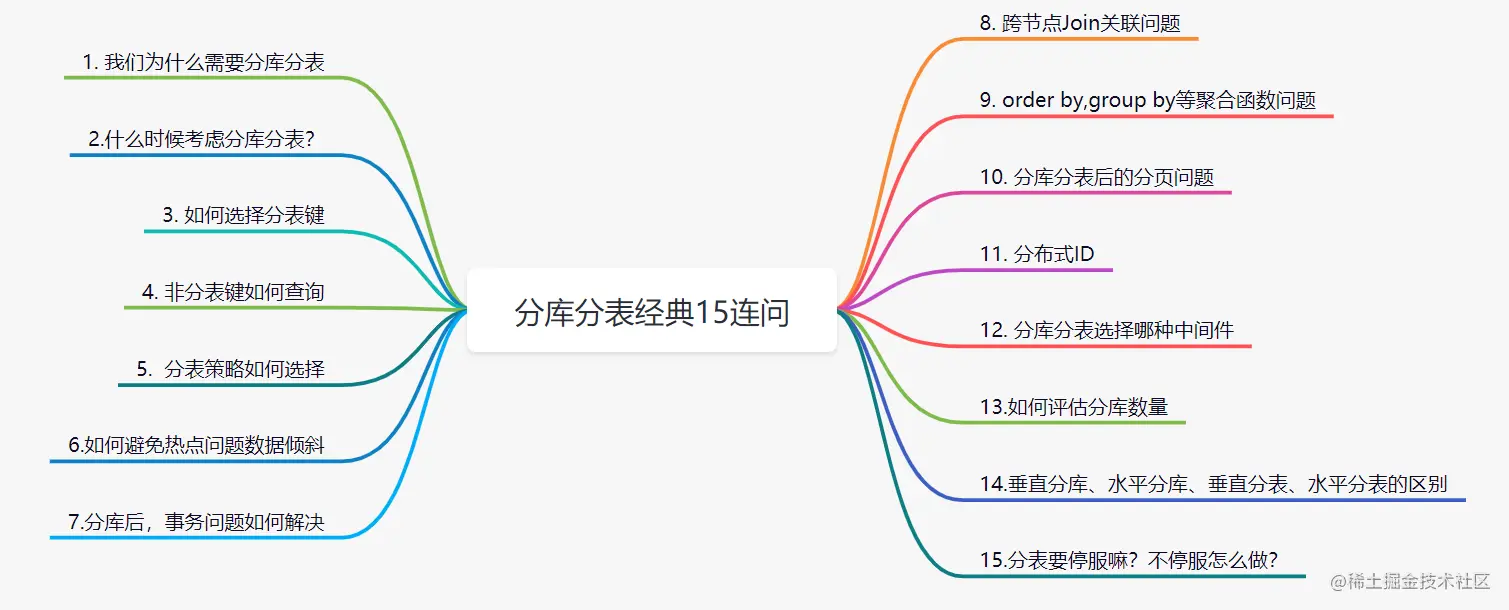 分库分表经典15连问
1. 我们为什么需要分库分表
2.什么时候考虑分库分表？
3. 如何选择分表键
4. 非分表键如何查询
5. 分表策略如何选择
6.如何避免热点问题数据倾斜
7.分库后，事务问题如何解决
8. 跨节点Join关联问题
9. order by,group by等聚合函数问题
10. 分库分表后的分页问题
11. 分布式ID
12. 分库分表选择哪种中间件
13.如何评估分库数量
14.垂直分库、水平分库、垂直分表、水平分表的区别
15.分表要停服嘛？不停服怎么做？
@稀土掘金技术社区